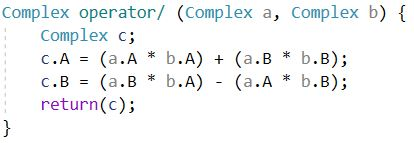 Complex operator/ (Complex a, Complex b) {
Complex c;
c.A = (a.A * b.A) + (a.B * b.B);
c.B = (a.B * b.A) - (a.A * b.B);
return(c);
}